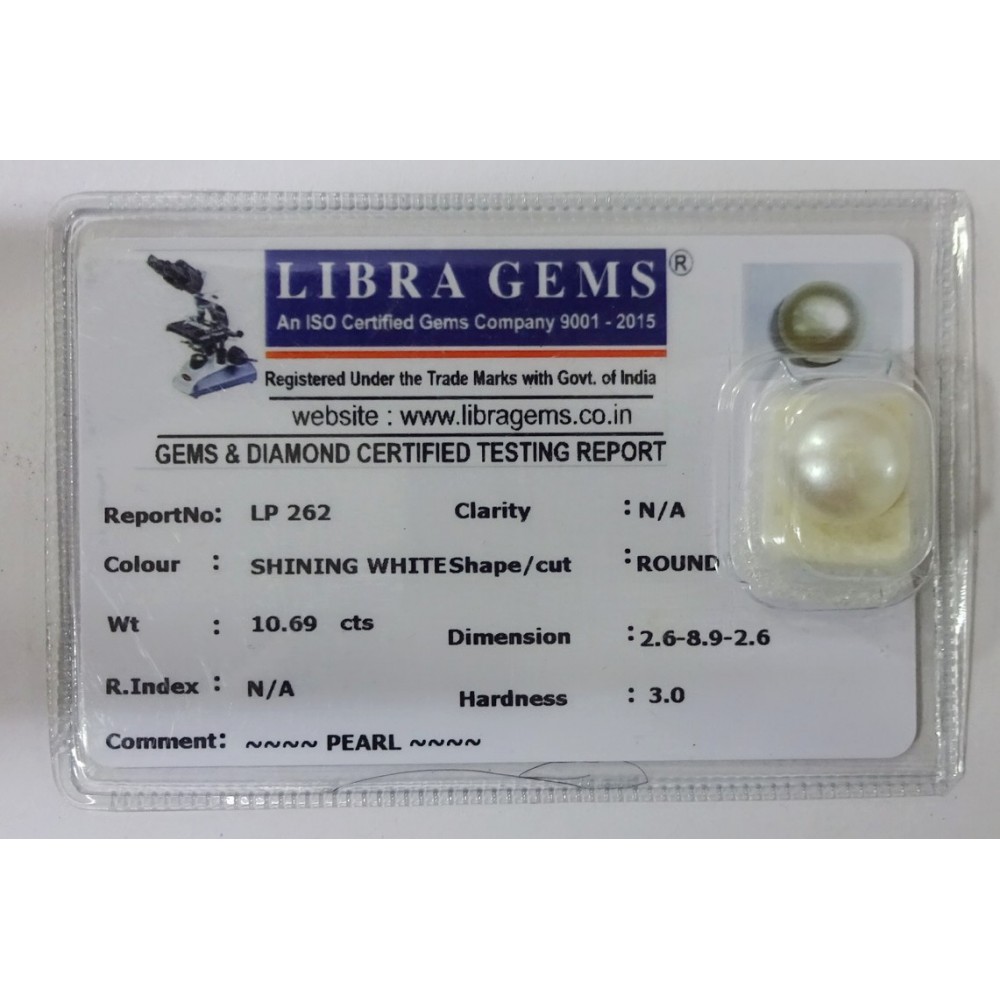 LIBRA GEMS ®
An ISO Certified Gems Company 9001 - 2015
Registered Under the Trade Marks with Govt. of India
website : www.libragems.co.in
GEMS & DIAMOND CERTIFIED TESTING REPORT
ReportNo: LP 262 Clarity : N/A
Colour : SHINING WHITE Shape/cut : ROUND
Wt : 10.69 cts Dimension : 2.6-8.9-2.6
R.Index : N/A Hardness : 3.0
Comment: ~~~~ PEARL ~~~~